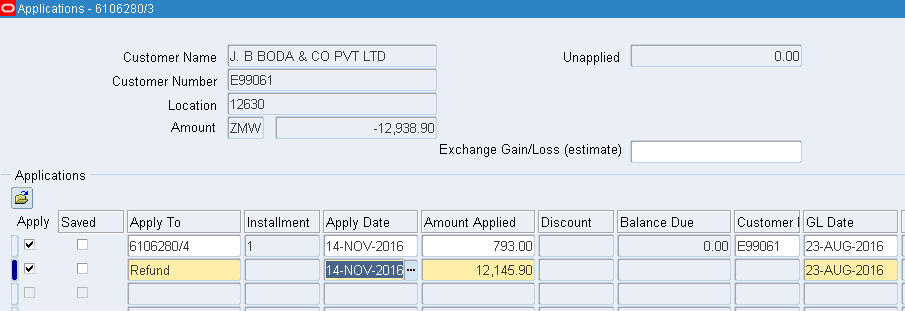 Applications - 6106280/3
Customer Name J. B BODA & CO PVT LTD Unapplied 0.00
Customer Number E99061
Location 12630
Amount ZMW -12,938.90
Exchange Gain/Loss (estimate)
Applications
Apply Saved Apply To Installment Apply Date Amount Applied Discount Balance Due Customer I GL Date
6106280/4 1 14-NOV-2016 793.00 0.00 E99061 23-AUG-2016
Refund 14-NOV-2016 ... 12,145.90 23-AUG-2016